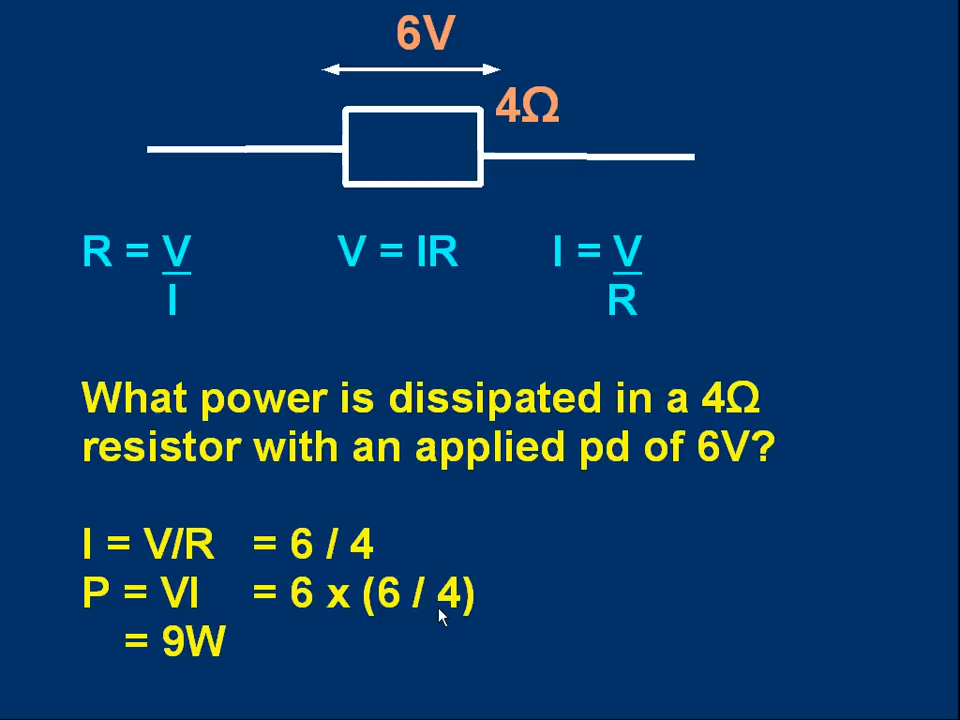 6V
4Ω
R = V/I V = IR I = V/R
What power is dissipated in a 4Ω
resistor with an applied pd of 6V?
I = V/R = 6 / 4
P = VI = 6 x (6 / 4)
= 9W